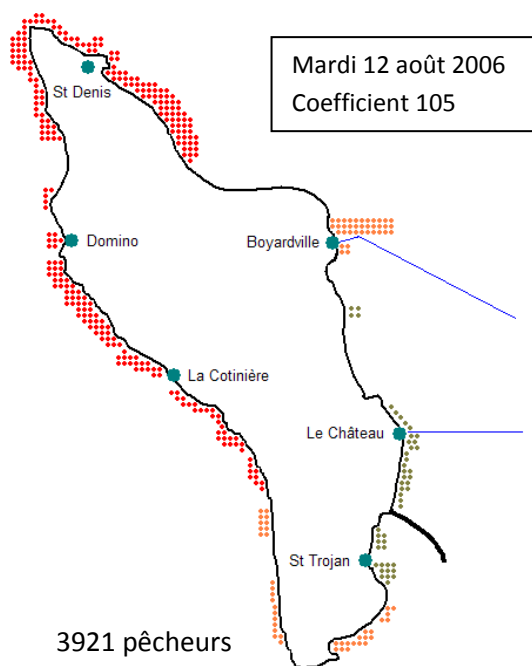 Mardi 12 août 2006
Coefficient 105
St Denis
Domino
Boyardville
La Cotinière
Le Château
St Trojan
3921 pêcheurs